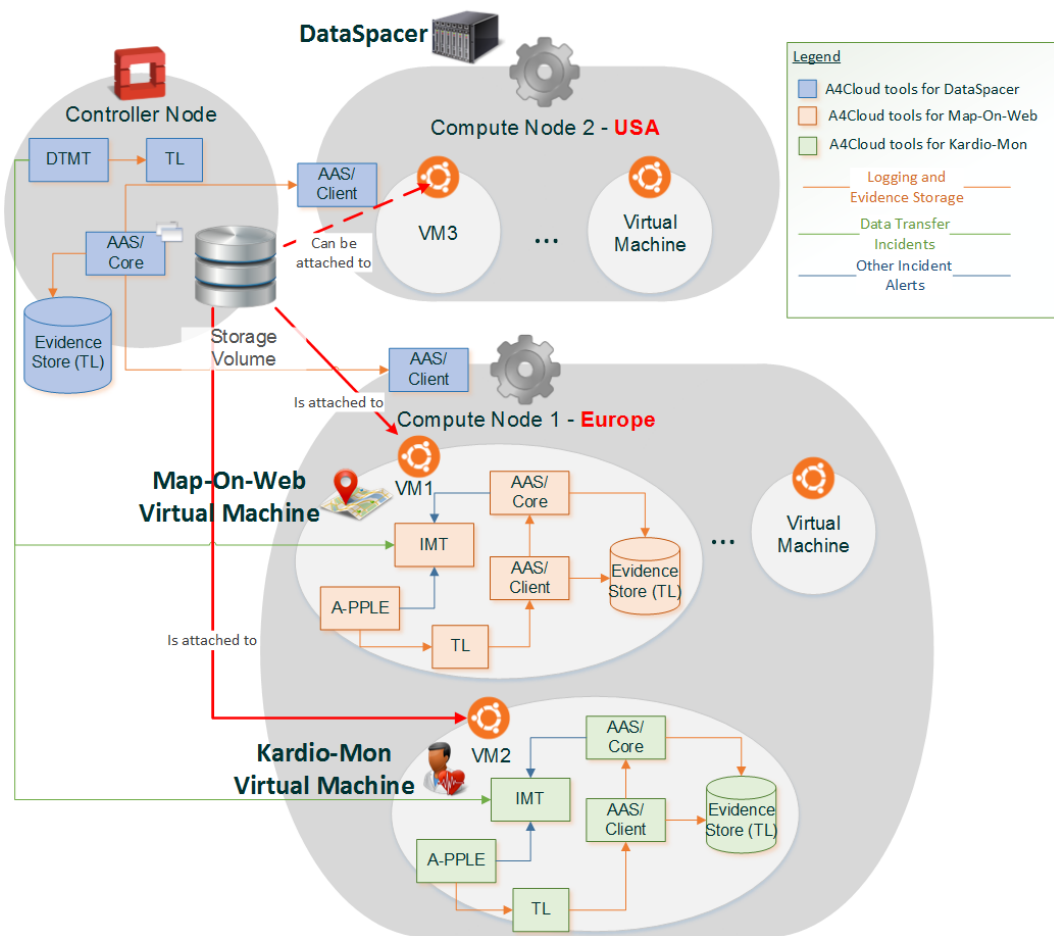 DataSpacer
Legend
A4Cloud tools for DataSpacer
A4Cloud tools for Map-On-Web
A4Cloud tools for Kardio-Mon
Logging and
Evidence Storage
Data Transfer
Incidents
Other Incident
Alerts
Controller Node
DTMT
TL
AAS/
Core
Evidence
Store (TL)
Storage
Volume
AAS/
Client
Compute Node 2 - USA
VM3
...
Virtual
Machine
Can be
attached to
AAS/
Client
Is attached to
Compute Node 1 - Europe
Map-On-Web
Virtual Machine
VM1
AAS/
Core
IMT
AAS/
Client
Evidence
Store (TL)
A-PPLE
TL
...
Virtual
Machine
Is attached to
Kardio-Mon
Virtual Machine
VM2
AAS/
Core
IMT
AAS/
Client
Evidence
Store (TL)
A-PPLE
TL